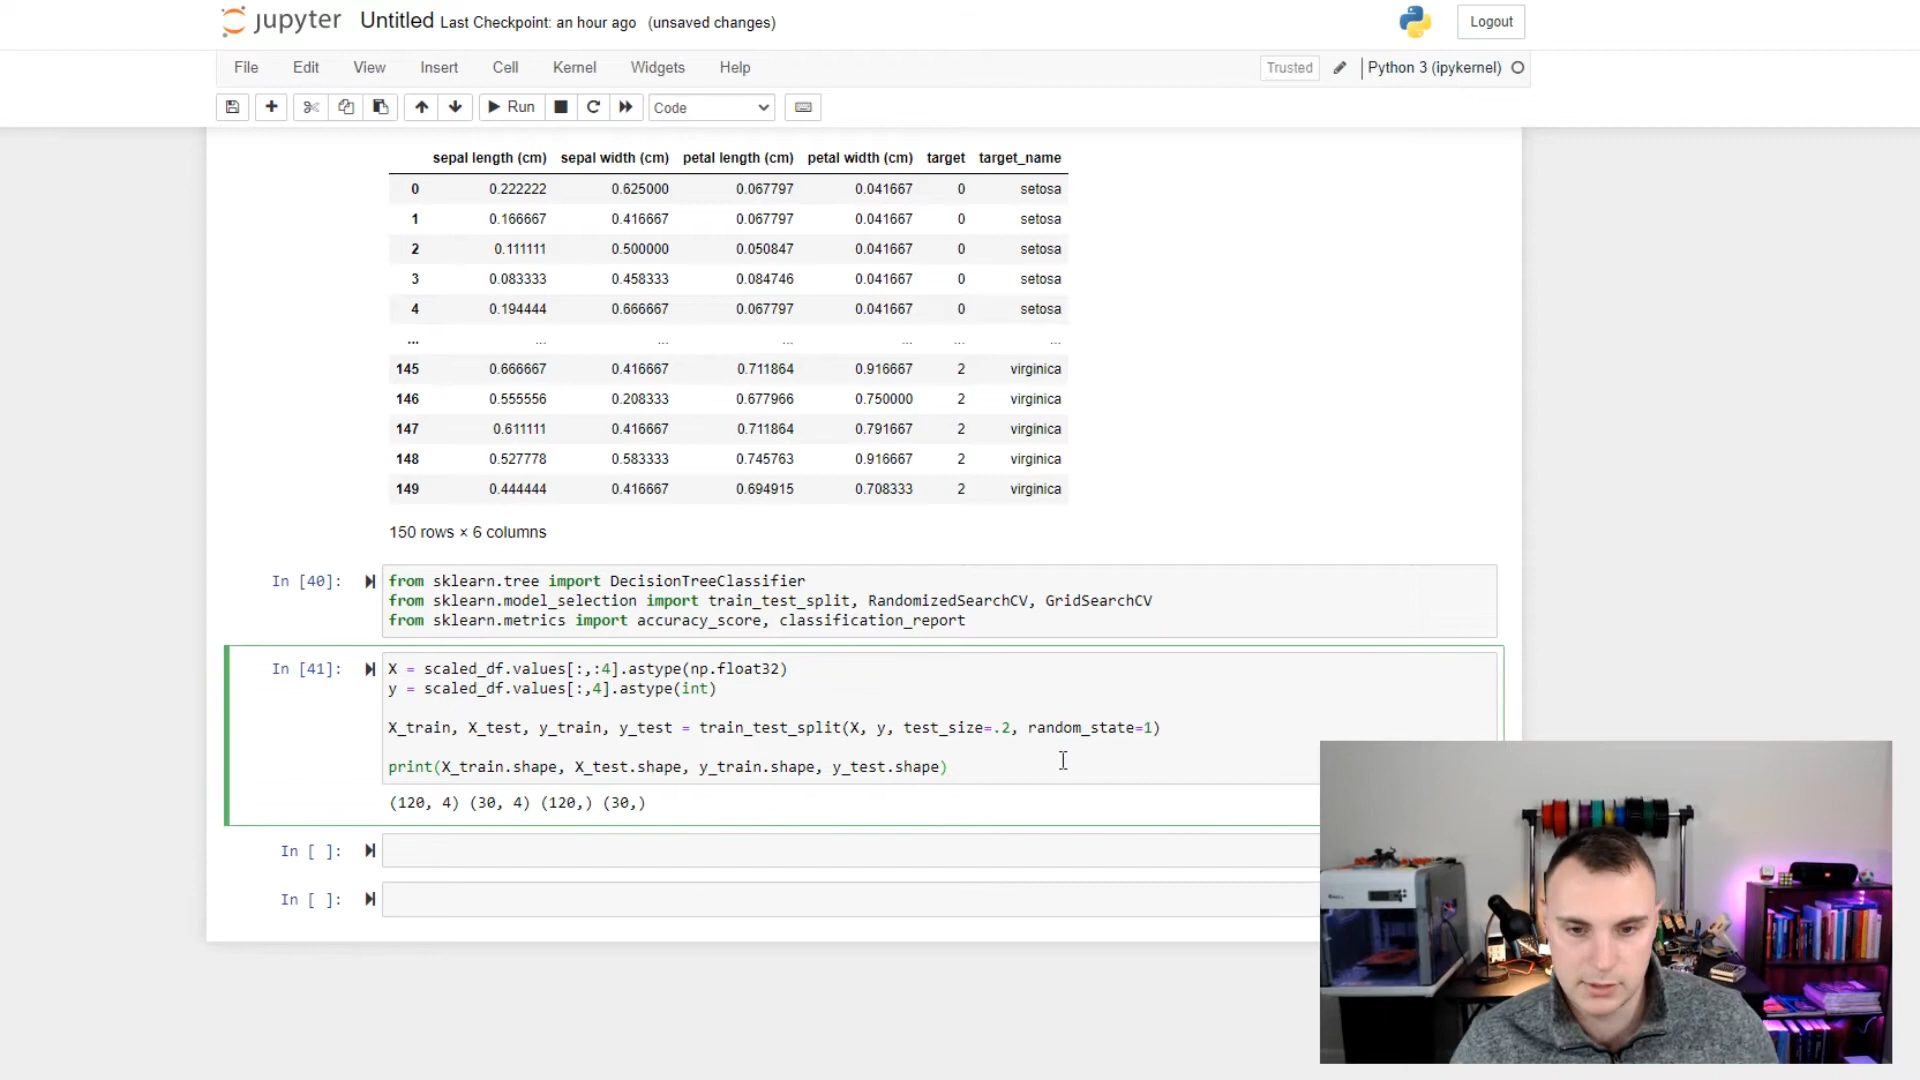 jupyter Untitled Last Checkpoint: an hour ago (unsaved changes) Logout
File Edit View Insert Cell Kernel Widgets Help Trusted Python 3 (ipykernel)
Run Code
sepal length (cm) sepal width (cm) petal length (cm) petal width (cm) target target_name
0 0.222222 0.625000 0.067797 0.041667 0 setosa
1 0.166667 0.416667 0.067797 0.041667 0 setosa
2 0.111111 0.500000 0.050847 0.041667 0 setosa
3 0.083333 0.458333 0.084746 0.041667 0 setosa
4 0.194444 0.666667 0.067797 0.041667 0 setosa
... ... ... ... ... ... ...
145 0.666667 0.416667 0.711864 0.916667 2 virginica
146 0.555556 0.208333 0.677966 0.750000 2 virginica
147 0.611111 0.416667 0.711864 0.791667 2 virginica
148 0.527778 0.583333 0.745763 0.916667 2 virginica
149 0.444444 0.416667 0.694915 0.708333 2 virginica
150 rows × 6 columns
In [40]: from sklearn.tree import DecisionTreeClassifier
from sklearn.model_selection import train_test_split, RandomizedSearchCV, GridSearchCV
from sklearn.metrics import accuracy_score, classification_report
In [41]: X = scaled_df.values[:,:4].astype(np.float32)
y = scaled_df.values[:,4].astype(int)
X_train, X_test, y_train, y_test = train_test_split(X, y, test_size=.2, random_state=1)
print(X_train.shape, X_test.shape, y_train.shape, y_test.shape)
(120, 4) (30, 4) (120,) (30,)
In [ ]:
In [ ]: